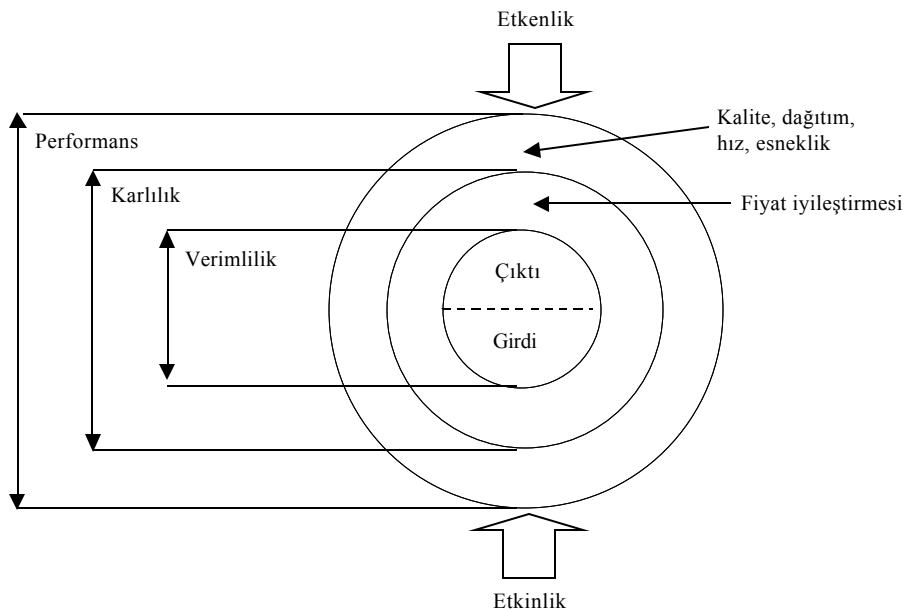 Etkenlik
Kalite, dağıtım,
hız, esneklik
Performans
Karlılık
Fiyat iyileştirmesi
Verimlilik
Çıktı
Girdi
Etkinlik